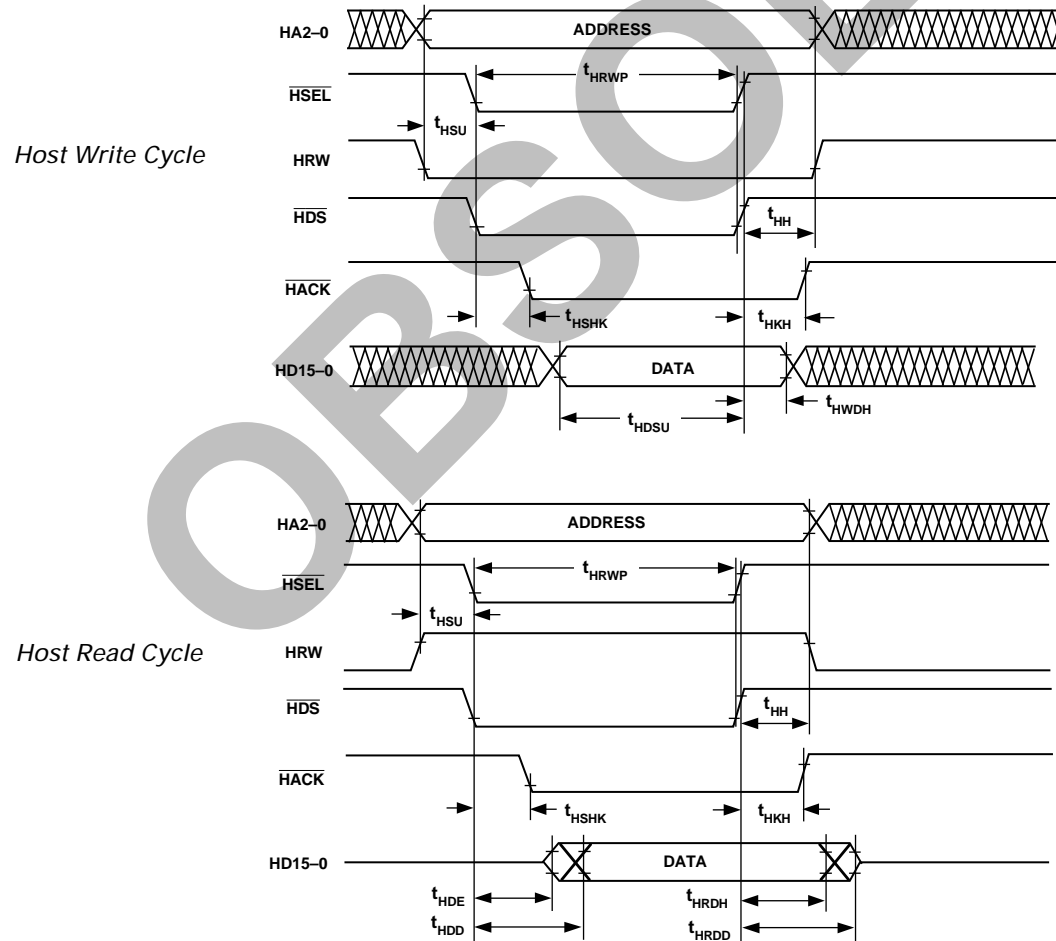 HA2–0 ADDRESS
HSEL tHRWP
tHSU
Host Write Cycle HRW
HDS tHH
HACK tHSHK tHKH
HD15–0 DATA
tHDSU tHWDH
HA2–0 ADDRESS
HSEL tHRWP
tHSU
Host Read Cycle HRW
HDS tHH
HACK
tHSHK tHKH
HD15–0 DATA
tHDE tHRDH
tHDD tHRDD
OBSO